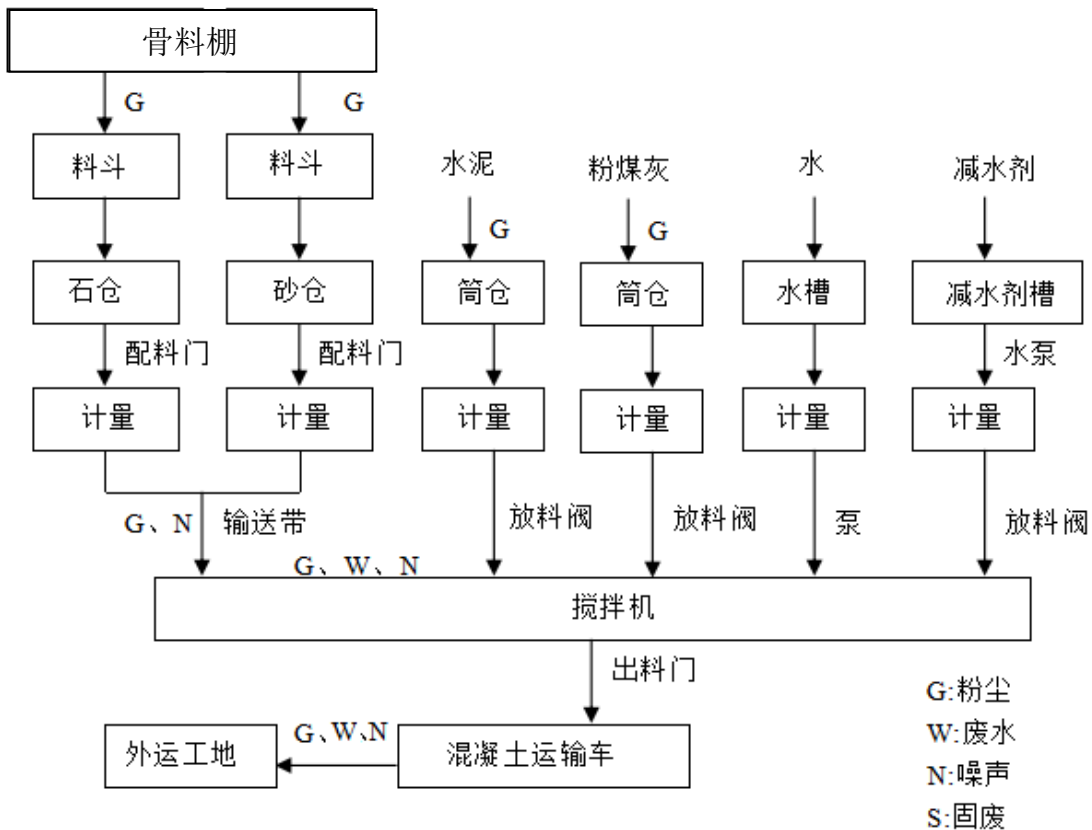 骨料棚
G
G
料斗
料斗
水泥
粉煤灰
水
减水剂
G
G
石仓
砂仓
筒仓
筒仓
水槽
减水剂槽
配料门
配料门
水泵
计量
计量
计量
计量
计量
计量
G、N
输送带
放料阀
放料阀
泵
放料阀
G、W、N
搅拌机
出料门
G:粉尘
G、W、N
W:废水
外运工地
混凝土运输车
N:噪声
S:固废